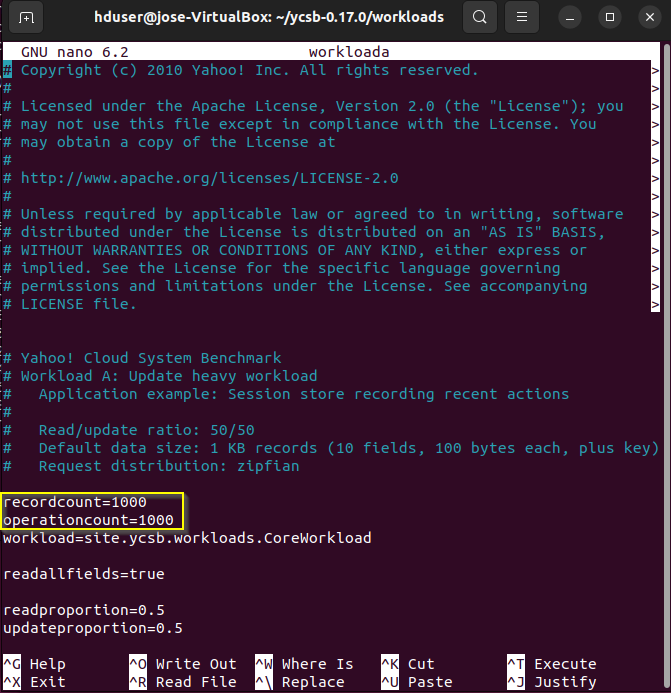 hduser@jose-VirtualBox: ~/ycsb-0.17.0/workloads
GNU nano 6.2 workloada
# Copyright (c) 2010 Yahoo! Inc. All rights reserved. >
# >
# Licensed under the Apache License, Version 2.0 (the "License"); you >
# may not use this file except in compliance with the License. You >
# may obtain a copy of the License at >
# >
# http://www.apache.org/licenses/LICENSE-2.0 >
# >
# Unless required by applicable law or agreed to in writing, software >
# distributed under the License is distributed on an "AS IS" BASIS, >
# WITHOUT WARRANTIES OR CONDITIONS OF ANY KIND, either express or >
# implied. See the License for the specific language governing >
# permissions and limitations under the License. See accompanying >
# LICENSE file. >
# Yahoo! Cloud System Benchmark
# Workload A: Update heavy workload
#   Application example: Session store recording recent actions
#
#   Read/update ratio: 50/50
#   Default data size: 1 KB records (10 fields, 100 bytes each, plus key)
#   Request distribution: zipfian
recordcount=1000
operationcount=1000
workload=site.ycsb.workloads.CoreWorkload
readallfields=true
readproportion=0.5
updateproportion=0.5
^G Help ^O Write Out ^W Where Is ^K Cut ^T Execute
^X Exit ^R Read File ^\ Replace ^U Paste ^J Justify